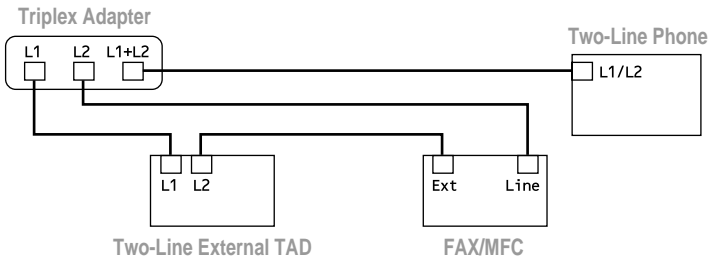 Triplex Adapter
L1 L2 L1+L2
Two-Line Phone
L1/L2
L1 L2
Ext Line
Two-Line External TAD
FAX/MFC